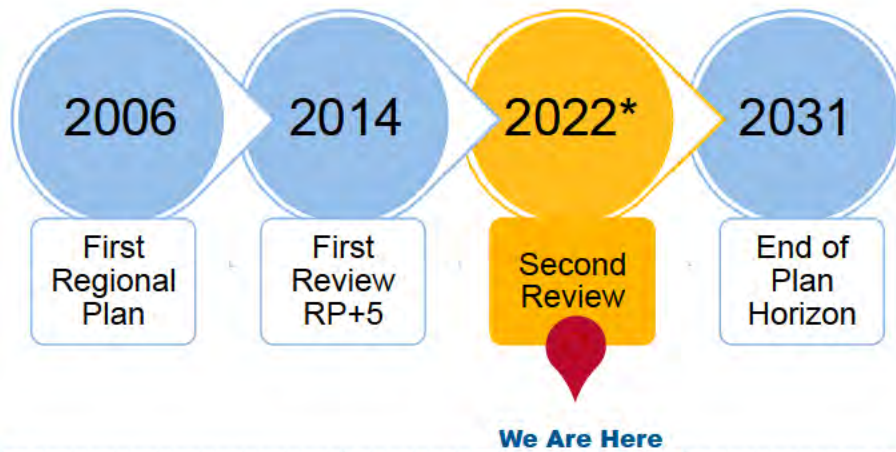 2006
2014
2022*
2031
First
Regional
Plan
First
Review
RP+5
Second
Review
End of
Plan
Horizon
We Are Here